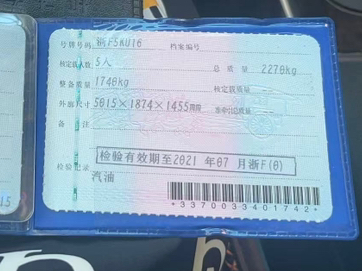 号牌号码 浙F5KU16 档案编号
核定载人数 5人 总质量 2270kg
整备质量 1740kg 核定载质量 --
外廓尺寸 5015×1874×1455mm 准牵引总质量 --
备注
检验有效期至2021年07月浙F(0)
检验记录
汽油
*3370033401742*